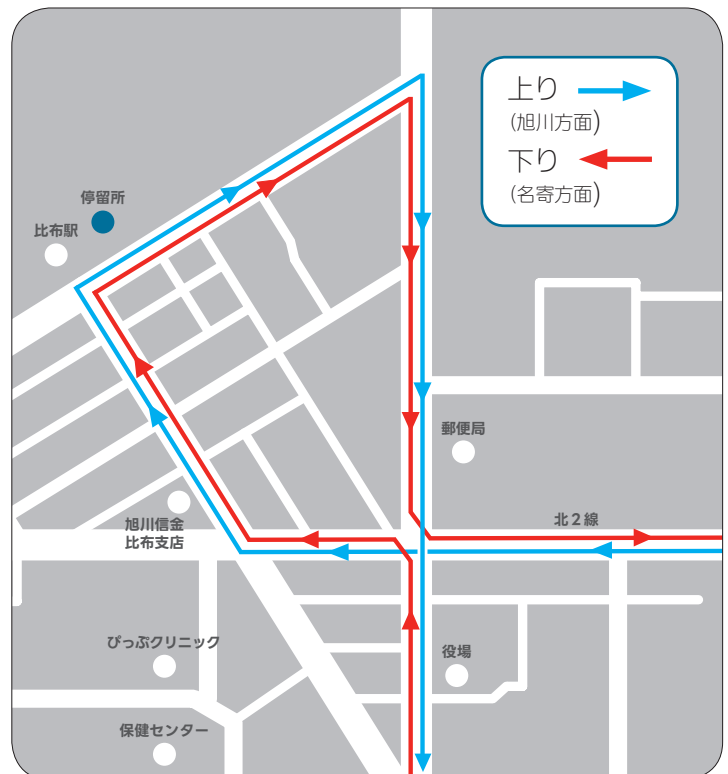 上り
(旭川方面)
下り
(名寄方面)
停留所
比布駅
郵便局
北2線
旭川信金
比布支店
ぴっぷクリニック
役場
保健センター